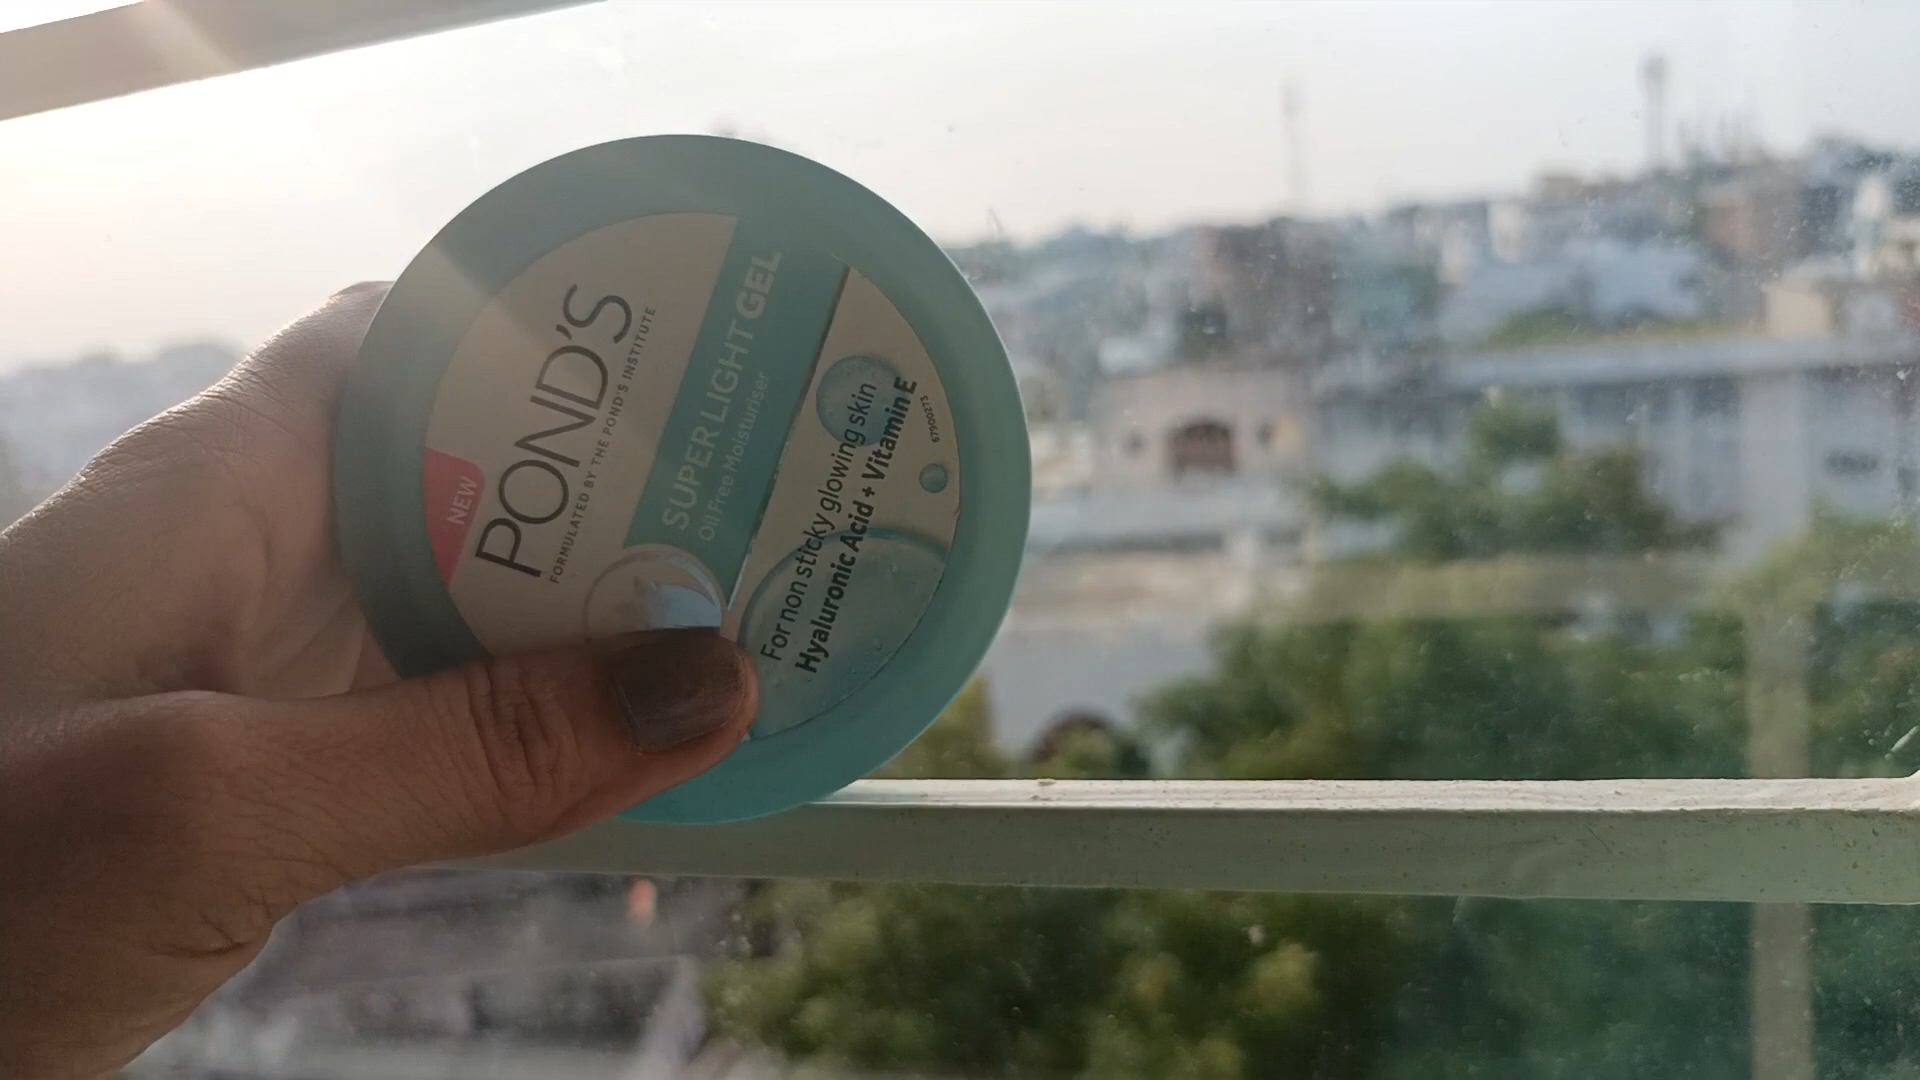 NEW
POND'S
FORMULATED BY THE POND'S INSTITUTE
SUPER LIGHT GEL
Oil Free Moisturiser
For non sticky glowing skin
Hyaluronic Acid + Vitamin E
67900273